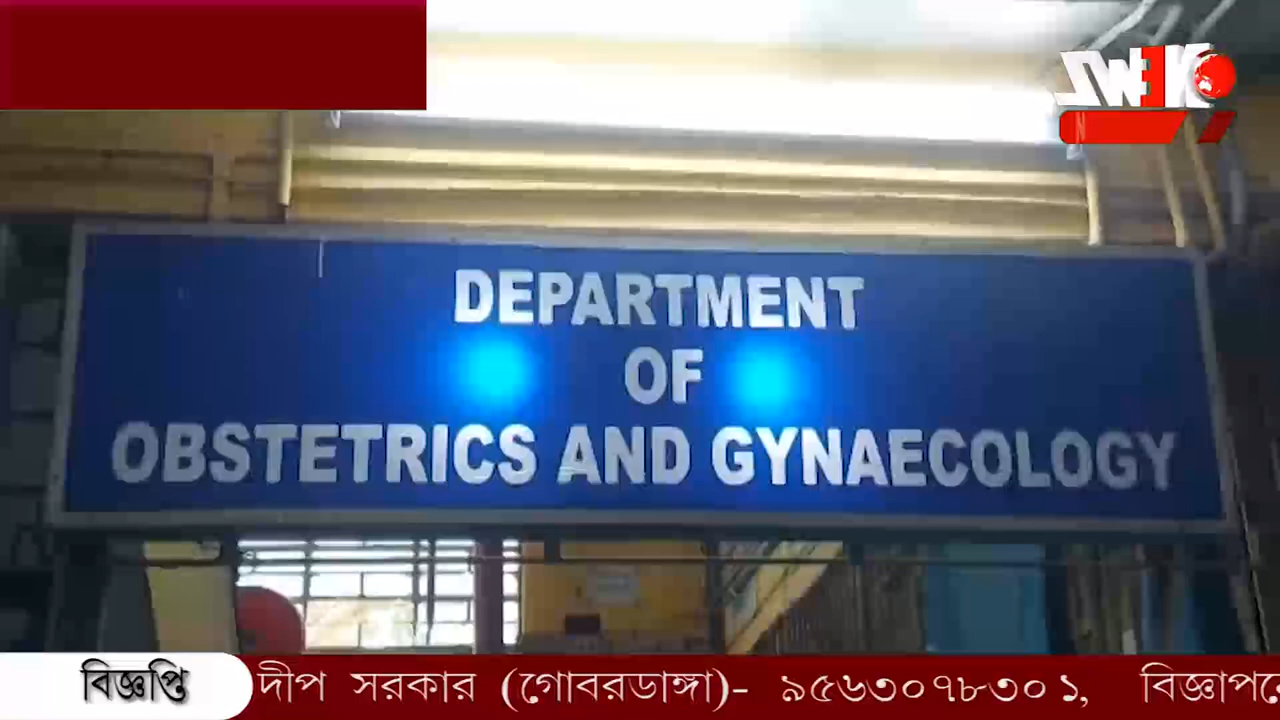 DEPARTMENT
OF
OBSTETRICS AND GYNAECOLOGY
বিজ্ঞপ্তি
দীপ সরকার (গোবরডাঙ্গা)- ৯৫৬৩০৭৮৩০১,